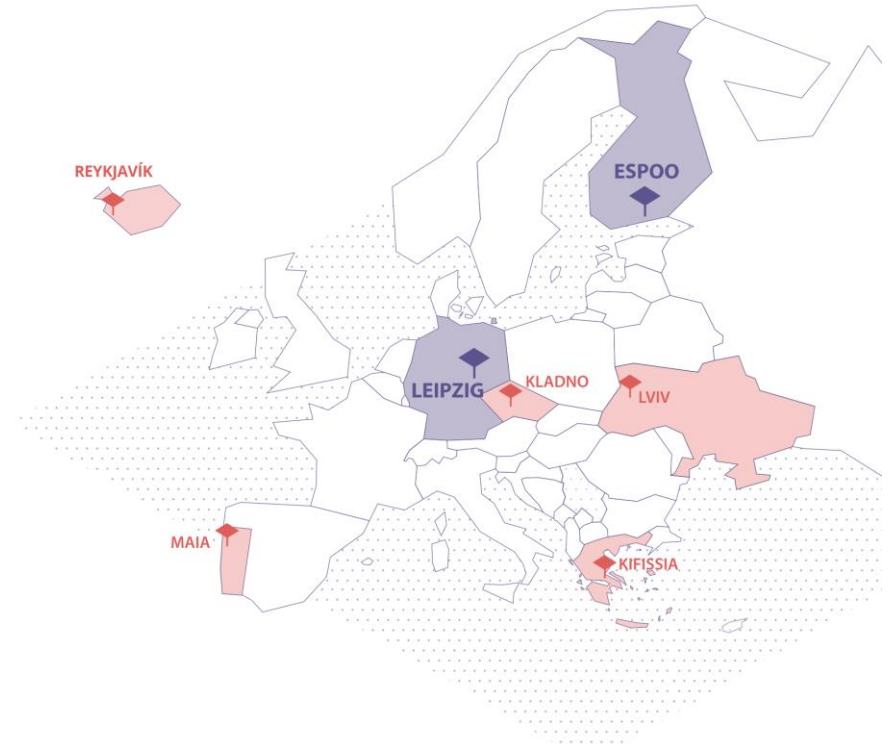 REYKJAVÍK
ESPOO
LEIPZIG
KLADNO
LVIV
MAIA
KIFISSIA